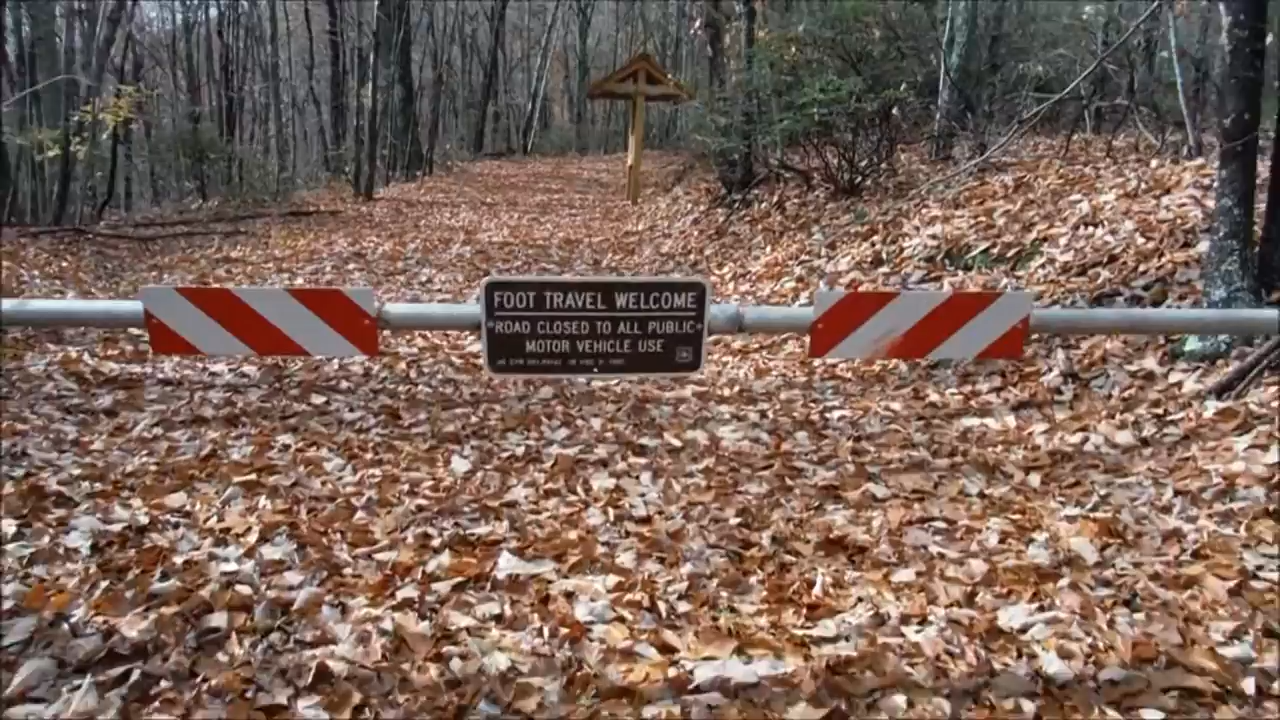 FOOT TRAVEL WELCOME
*ROAD CLOSED TO ALL PUBLIC*
MOTOR VEHICLE USE